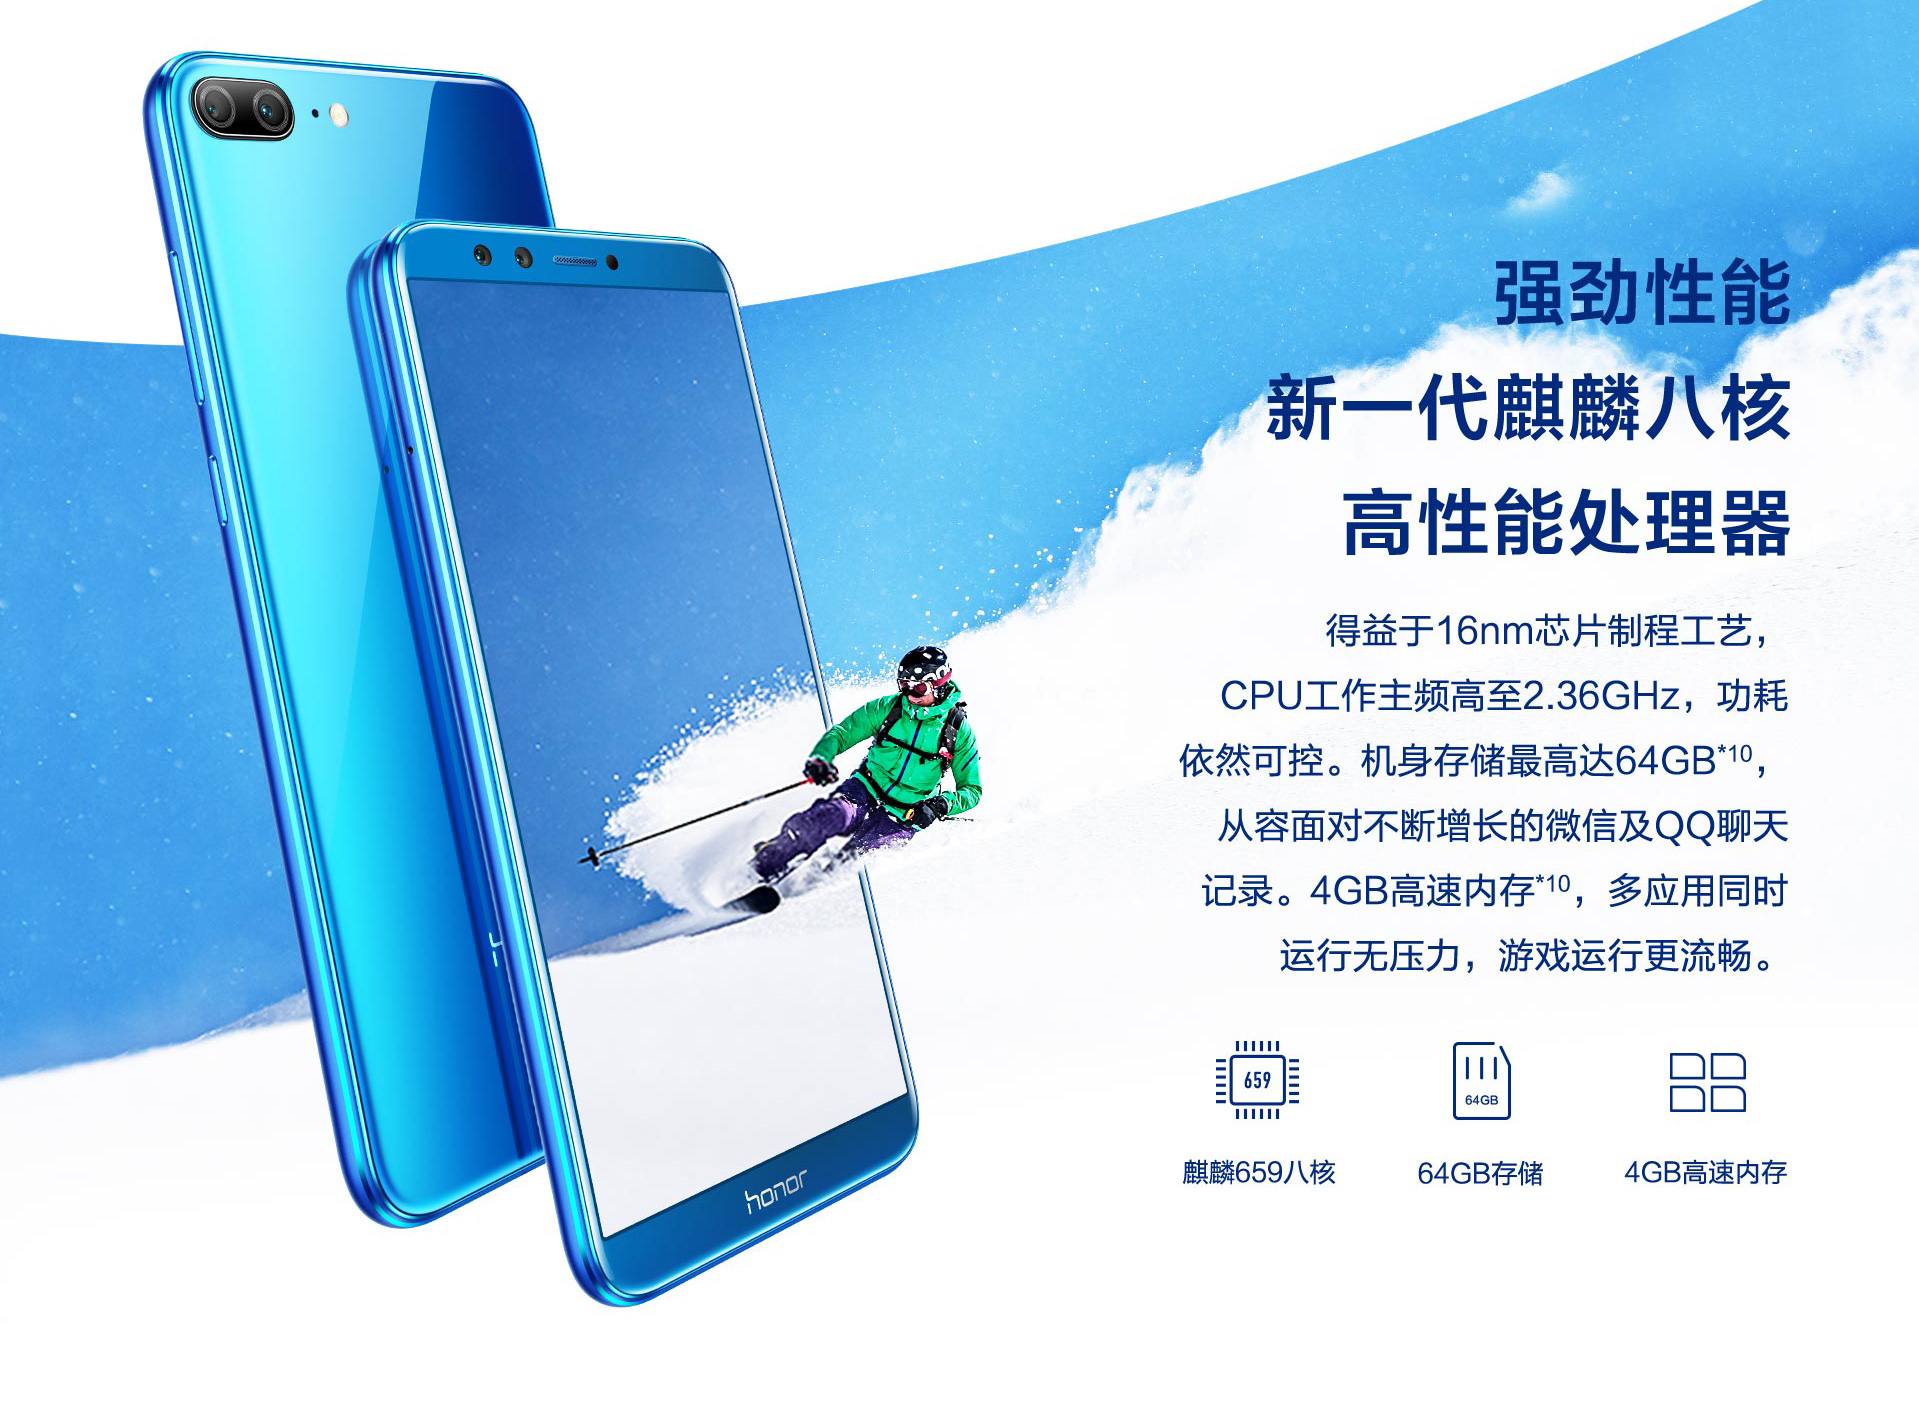 强劲性能
新一代麒麟八核
高性能处理器
得益于16nm芯片制程工艺，
CPU工作主频高至2.36GHz，功耗
依然可控。机身存储最高达64GB*10，
从容面对不断增长的微信及QQ聊天
记录。4GB高速内存*10，多应用同时
运行无压力，游戏运行更流畅。
659
64GB
麒麟659八核
64GB存储
4GB高速内存
honor